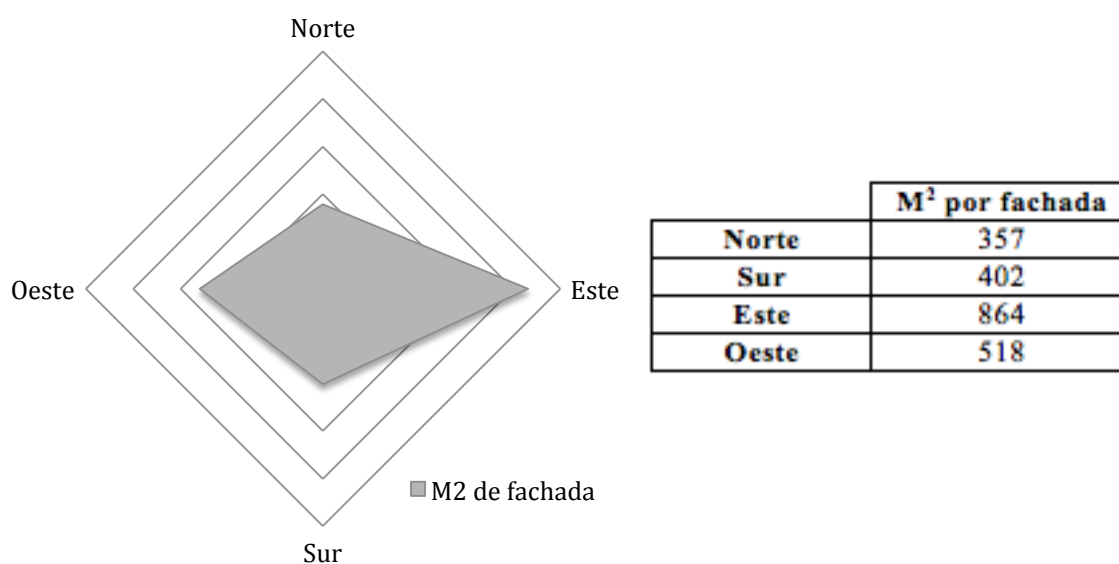 Norte
Oeste
Este
Sur
M2 de fachada
M² por fachada
Norte 357
Sur 402
Este 864
Oeste 518